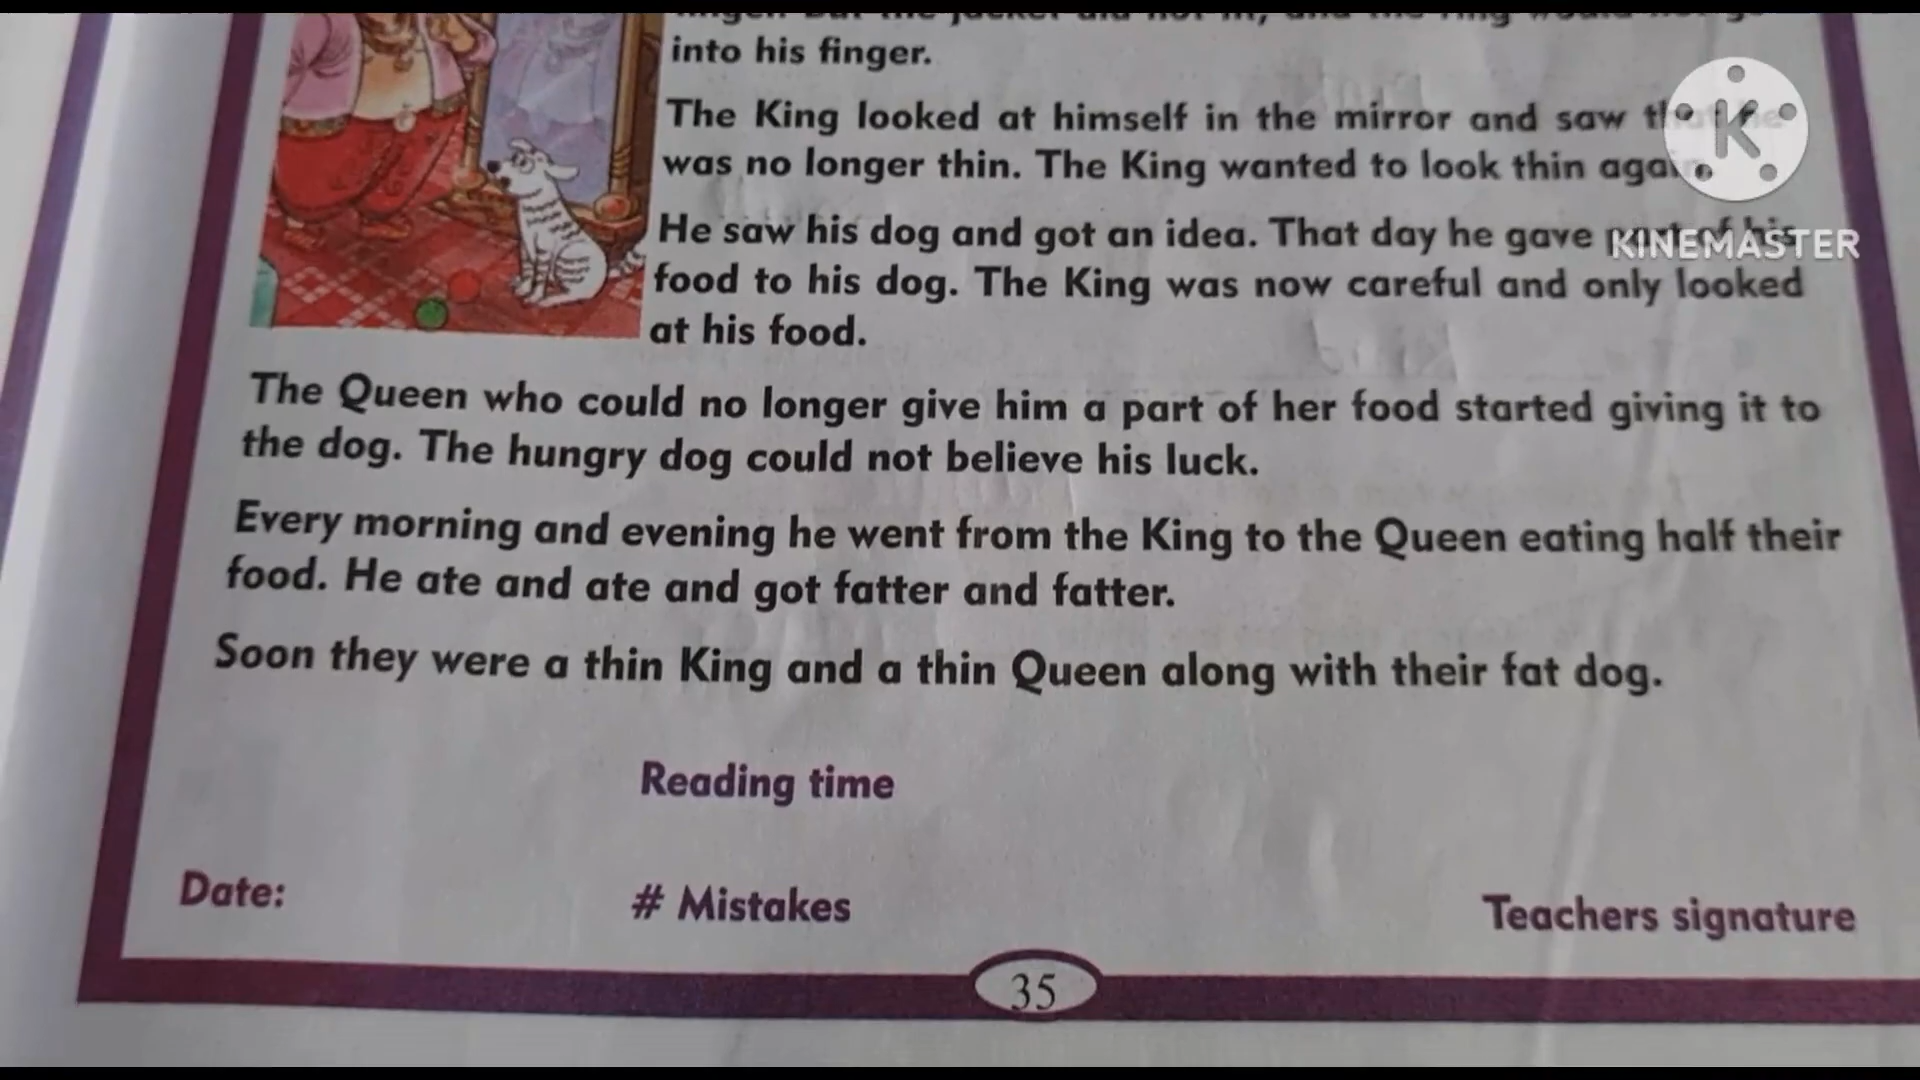 into his finger.
The King looked at himself in the mirror and saw
was no longer thin. The King wanted to look thin
He saw his dog and got an idea. That day he gave
food to his dog. The King was now careful and only looked
at his food.
The Queen who could no longer give him a part of her food started giving it to
the dog. The hungry dog could not believe his luck.
Every morning and evening he went from the King to the Queen eating half their
food. He ate and ate and got fatter and fatter.
Soon they were a thin King and a thin Queen along with their fat dog.
Reading time
Date:
# Mistakes
Teachers signature
35
K
KINEMASTER